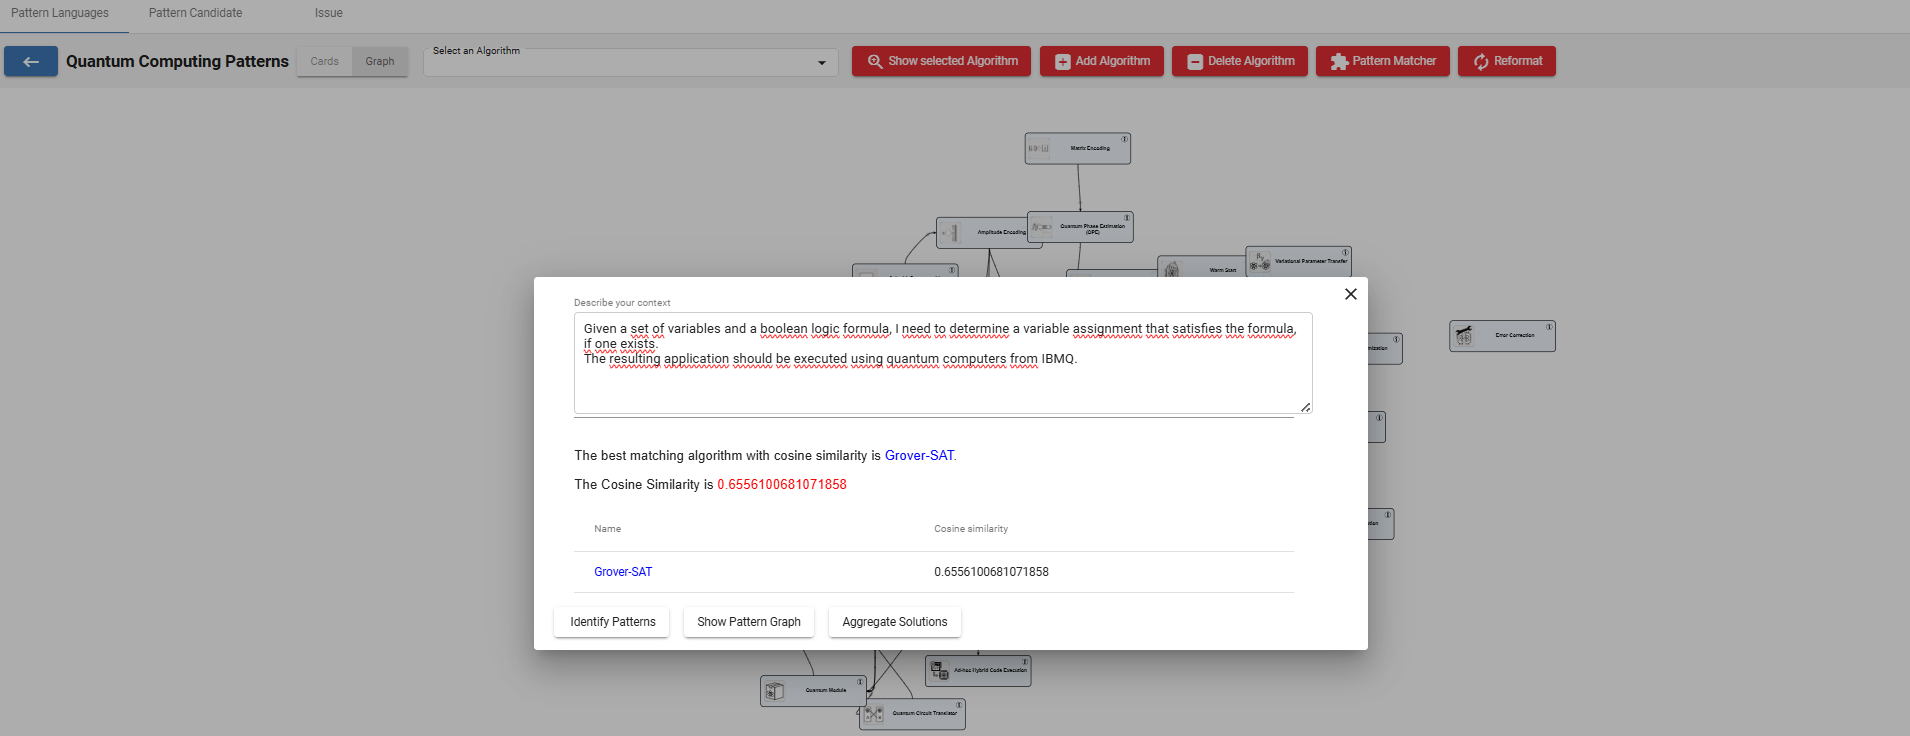 Pattern Languages
Pattern Candidate
Issue
Quantum Computing Patterns
Cards
Graph
Select an Algorithm
Show selected Algorithm
Add Algorithm
Delete Algorithm
Pattern Matcher
Reformat
Matrix Encoding
Amplitude Encoding
Quantum Phase Estimation
(QPE)
Warm Start
Variational Parameter Transfer
Error Correction
Describe your context
Given a set of variables and a boolean logic formula, I need to determine a variable assignment that satisfies the formula,
if one exists.
The resulting application should be executed using quantum computers from IBMQ.
The best matching algorithm with cosine similarity is Grover-SAT.
The Cosine Similarity is 0.6556100681071858
Name
Cosine similarity
Grover-SAT
0.6556100681071858
Identify Patterns
Show Pattern Graph
Aggregate Solutions
Ad-hoc Hybrid Code Execution
Quantum Module
Quantum Circuit Translator